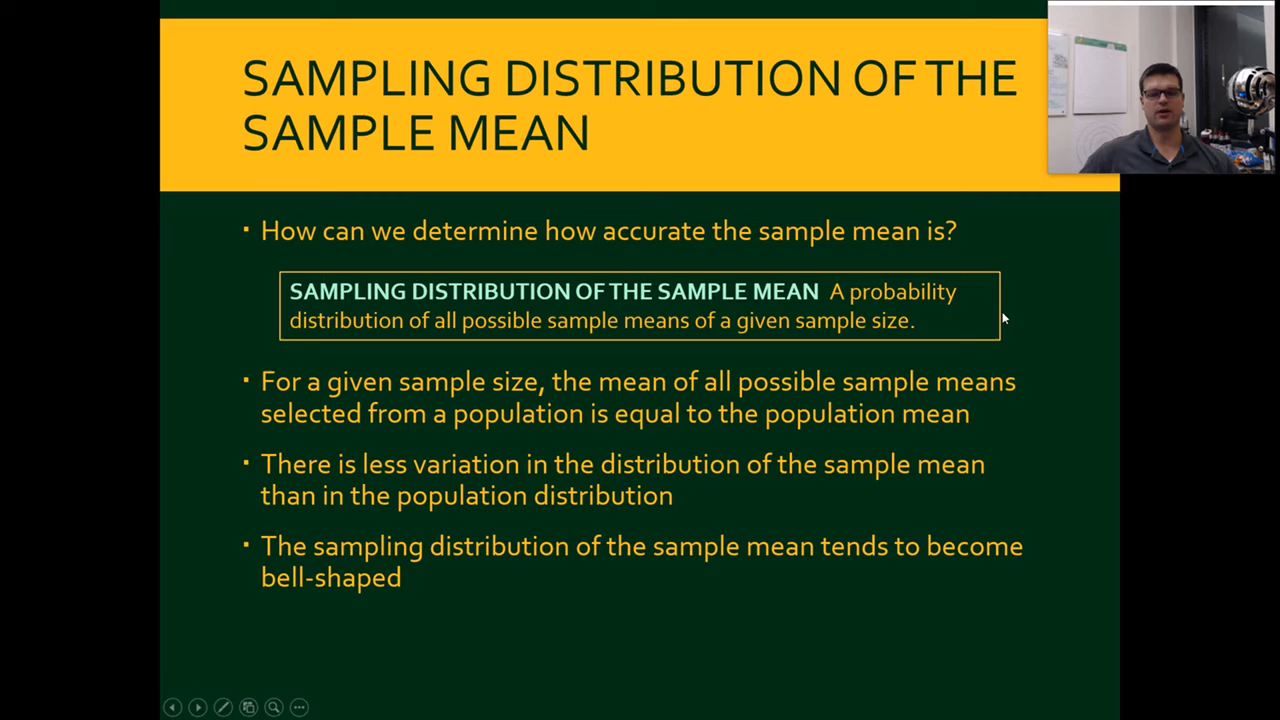 SAMPLING DISTRIBUTION OF THE
SAMPLE MEAN
▪ How can we determine how accurate the sample mean is?
SAMPLING DISTRIBUTION OF THE SAMPLE MEAN A probability
distribution of all possible sample means of a given sample size.
▪ For a given sample size, the mean of all possible sample means
selected from a population is equal to the population mean
▪ There is less variation in the distribution of the sample mean
than in the population distribution
▪ The sampling distribution of the sample mean tends to become
bell-shaped